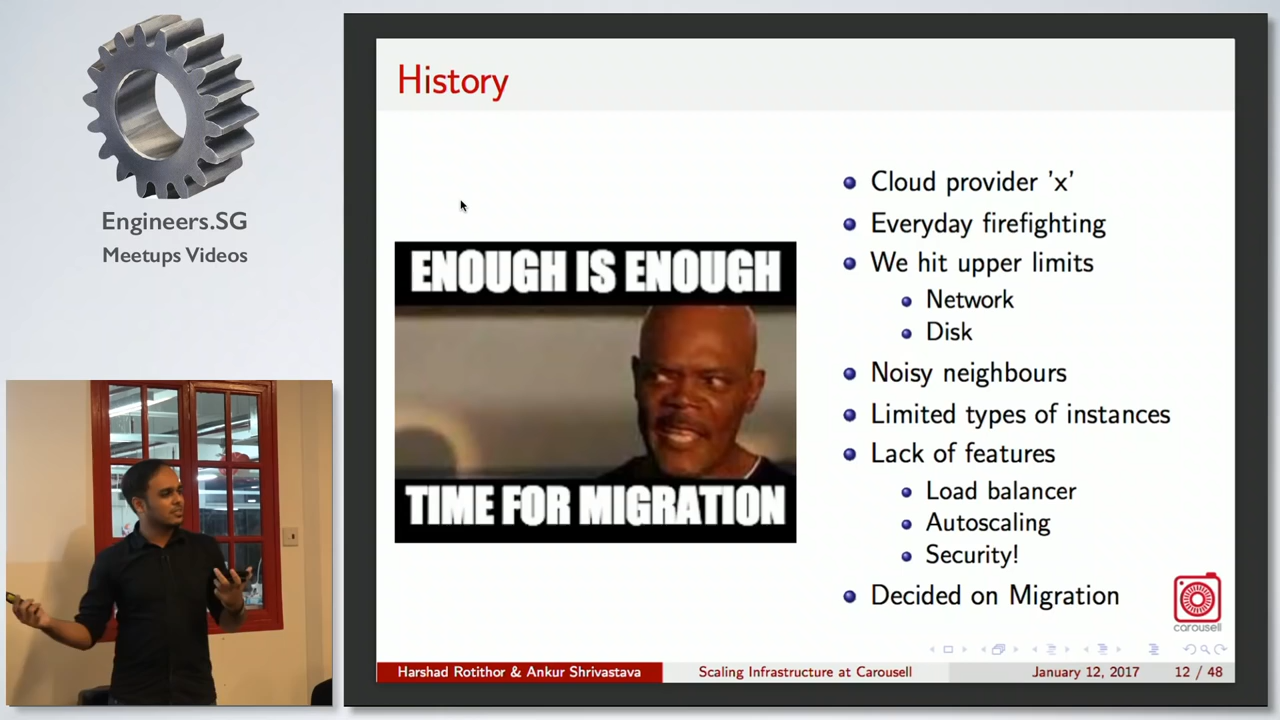 Engineers.SG
Meetups Videos
History
ENOUGH IS ENOUGH
TIME FOR MIGRATION
Cloud provider 'x'
Everyday firefighting
We hit upper limits
Network
Disk
Noisy neighbours
Limited types of instances
Lack of features
Load balancer
Autoscaling
Security!
Decided on Migration
carousell
Harshad Rotithor & Ankur Shrivastava Scaling Infrastructure at Carousell January 12, 2017 12 / 48